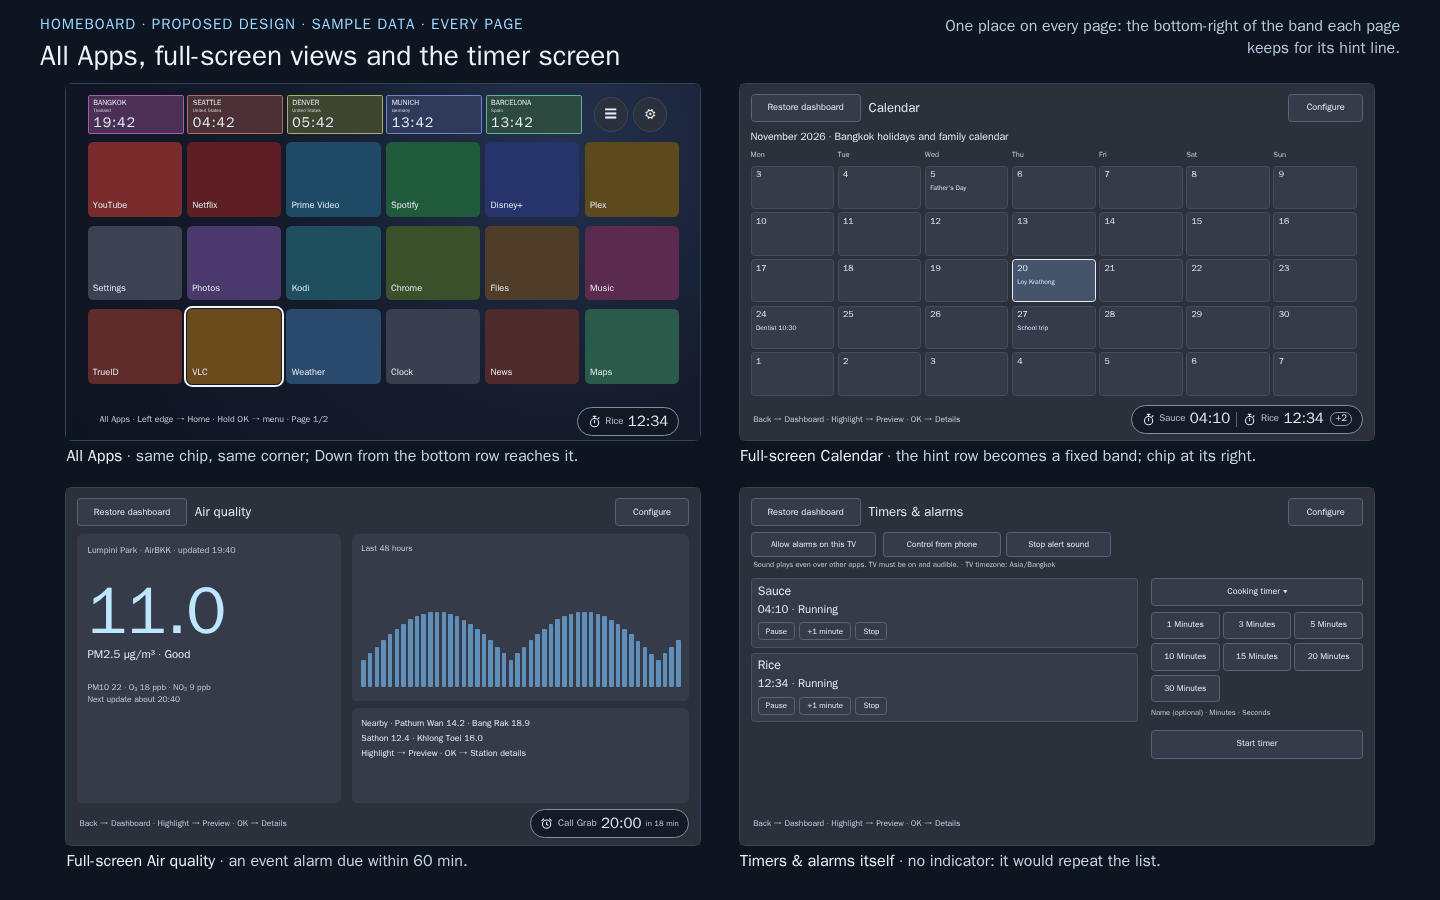 HOMEBOARD · PROPOSED DESIGN · SAMPLE DATA · EVERY PAGE
All Apps, full-screen views and the timer screen
One place on every page: the bottom-right of the band each page
keeps for its hint line.
BANGKOK
Thailand
19:42
SEATTLE
United States
04:42
DENVER
United States
05:42
MUNICH
Germany
13:42
BARCELONA
Spain
13:42
YouTube
Netflix
Prime Video
Spotify
Disney+
Plex
Settings
Photos
Kodi
Chrome
Files
Music
TrueID
VLC
Weather
Clock
News
Maps
All Apps · Left edge → Home · Hold OK → menu · Page 1/2
Rice 12:34
All Apps · same chip, same corner; Down from the bottom row reaches it.
Restore dashboard
Calendar
Configure
November 2026 · Bangkok holidays and family calendar
Mon Tue Wed Thu Fri Sat Sun
3 4 5 6 7 8 9
Father's Day
10 11 12 13 14 15 16
17 18 19 20 21 22 23
Loy Krathong
24 25 26 27 28 29 30
Dentist 10:30 School trip
1 2 3 4 5 6 7
Back → Dashboard · Highlight → Preview · OK → Details
Sauce 04:10 Rice 12:34 +2
Full-screen Calendar · the hint row becomes a fixed band; chip at its right.
Restore dashboard
Air quality
Configure
Lumpini Park · AirBKK · updated 19:40
11.0
PM2.5 µg/m³ · Good
PM10 22 · O₃ 18 ppb · NO₂ 9 ppb
Next update about 20:40
Last 48 hours
Nearby · Pathum Wan 14.2 · Bang Rak 18.9
Sathon 12.4 · Khlong Toei 16.0
Highlight → Preview · OK → Station details
Back → Dashboard · Highlight → Preview · OK → Details
Call Grab 20:00 in 18 min
Full-screen Air quality · an event alarm due within 60 min.
Restore dashboard
Timers & alarms
Configure
Allow alarms on this TV
Control from phone
Stop alert sound
Sound plays even over other apps. TV must be on and audible. · TV timezone: Asia/Bangkok
Sauce
04:10 · Running
Pause +1 minute Stop
Rice
12:34 · Running
Pause +1 minute Stop
Cooking timer ▾
1 Minutes 3 Minutes 5 Minutes
10 Minutes 15 Minutes 20 Minutes
30 Minutes
Name (optional) · Minutes · Seconds
Start timer
Back → Dashboard · Highlight → Preview · OK → Details
Timers & alarms itself · no indicator: it would repeat the list.